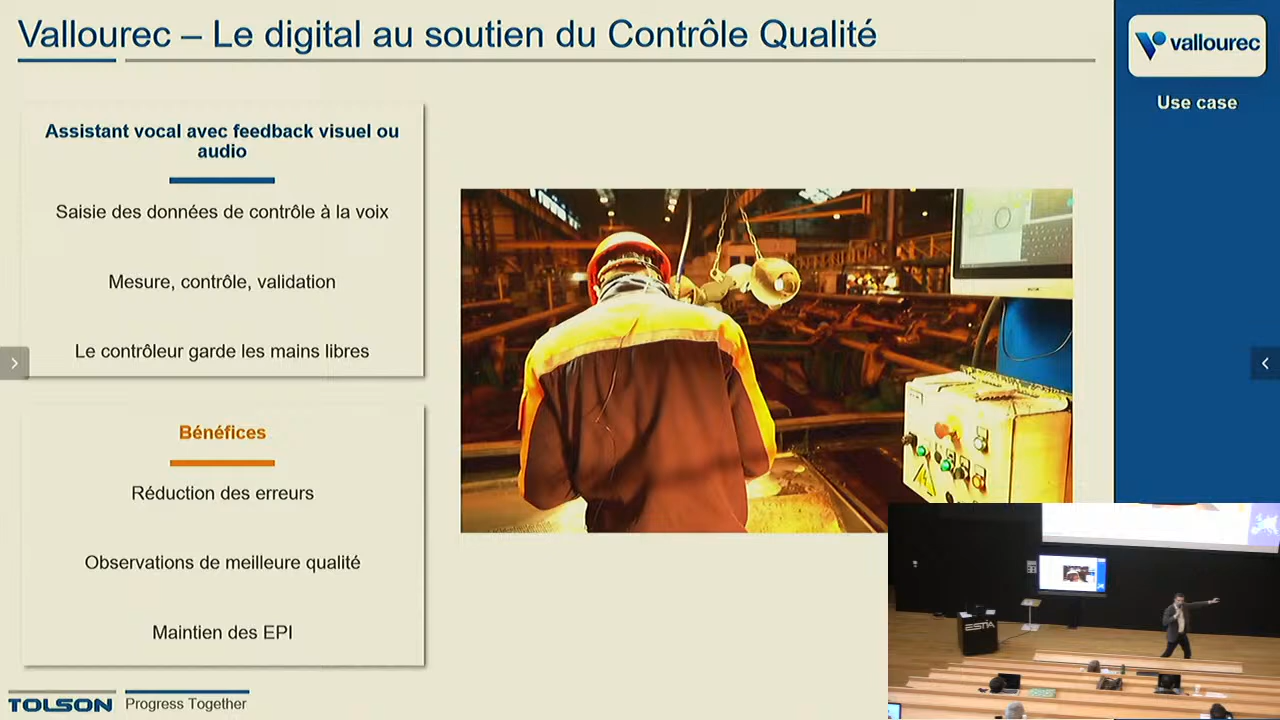 Vallourec – Le digital au soutien du Contrôle Qualité
vallourec
Use case
Assistant vocal avec feedback visuel ou
audio
Saisie des données de contrôle à la voix
Mesure, contrôle, validation
Le contrôleur garde les mains libres
Bénéfices
Réduction des erreurs
Observations de meilleure qualité
Maintien des EPI
TOLSON
Progress Together
ESTIA